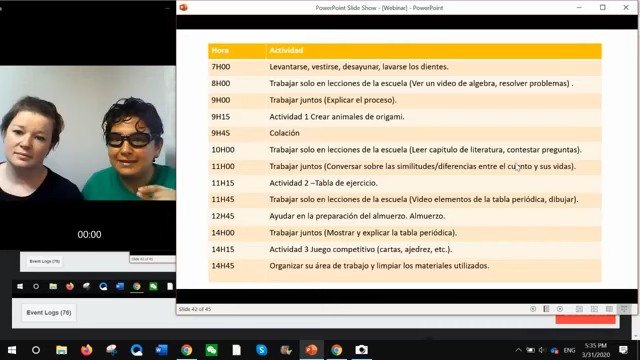 PowerPoint Slide Show - [Webinar] - PowerPoint
Hora Actividad
7H00 Levantarse, vestirse, desayunar, lavarse los dientes.
8H00 Trabajar solo en lecciones de la escuela (Ver un video de algebra, resolver problemas) .
9H00 Trabajar juntos (Explicar el proceso).
9H15 Actividad 1 Crear animales de origami.
9H45 Colación
10H00 Trabajar solo en lecciones de la escuela (Leer capitulo de literatura, contestar preguntas).
11H00 Trabajar juntos (Conversar sobre las similitudes/diferencias entre el cuento y sus vidas).
11H15 Actividad 2 –Tabla de ejercicio.
11H45 Trabajar solo en lecciones de la escuela (Video elementos de la tabla periódica, dibujar).
12H45 Ayudar en la preparación del almuerzo. Almuerzo.
14H00 Trabajar juntos (Mostrar y explicar la tabla periódica).
14H15 Actividad 3 Juego competitivo (cartas, ajedrez, etc.).
14H45 Organizar su área de trabajo y limpiar los materiales utilizados.
00:00
Event Logs (76)
Slide 42 of 45
Event Logs (76)
ENG
5:35 PM
3/31/2020